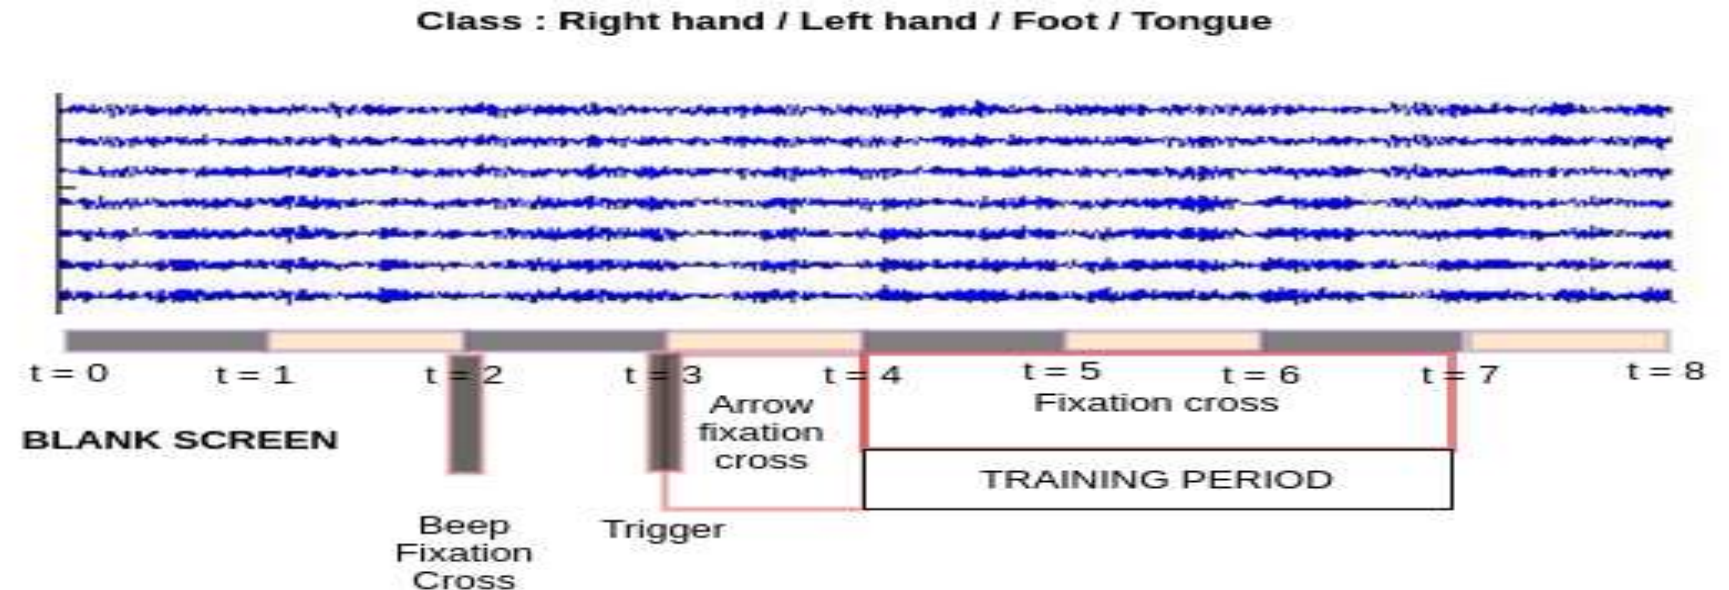 Class : Right hand / Left hand / Foot / Tongue
t = 0
t = 1
t = 2
t = 3
t = 4
t = 5
t = 6
t = 7
t = 8
BLANK SCREEN
Arrow
fixation
cross
Fixation cross
TRAINING PERIOD
Beep
Fixation
Cross
Trigger